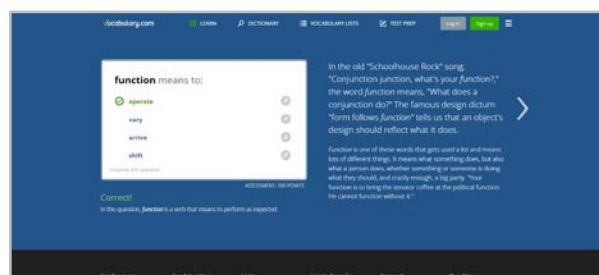 Vocabulary.com
LEARN
DICTIONARY
VOCABULARY LISTS
TEST PREP
Log in
Sign up
function means to:
operate
vary
arrive
shift
ASSESSMENT: 100 POINTS
Correct!
In this question, function is a verb that means to perform as expected.
In the old "Schoolhouse Rock" song,
"Conjunction junction, what's your function?,"
the word function means, "What does a
conjunction do?" The famous design dictum
"form follows function" tells us that an object's
design should reflect what it does.
Function is one of those words that gets used a lot and means
lots of different things. It means what something does, but also
what a person does, whether something or someone is doing
what they should, and crazily enough, a big party. "Your
function is to bring the senator coffee at the political function.
He cannot function without it."